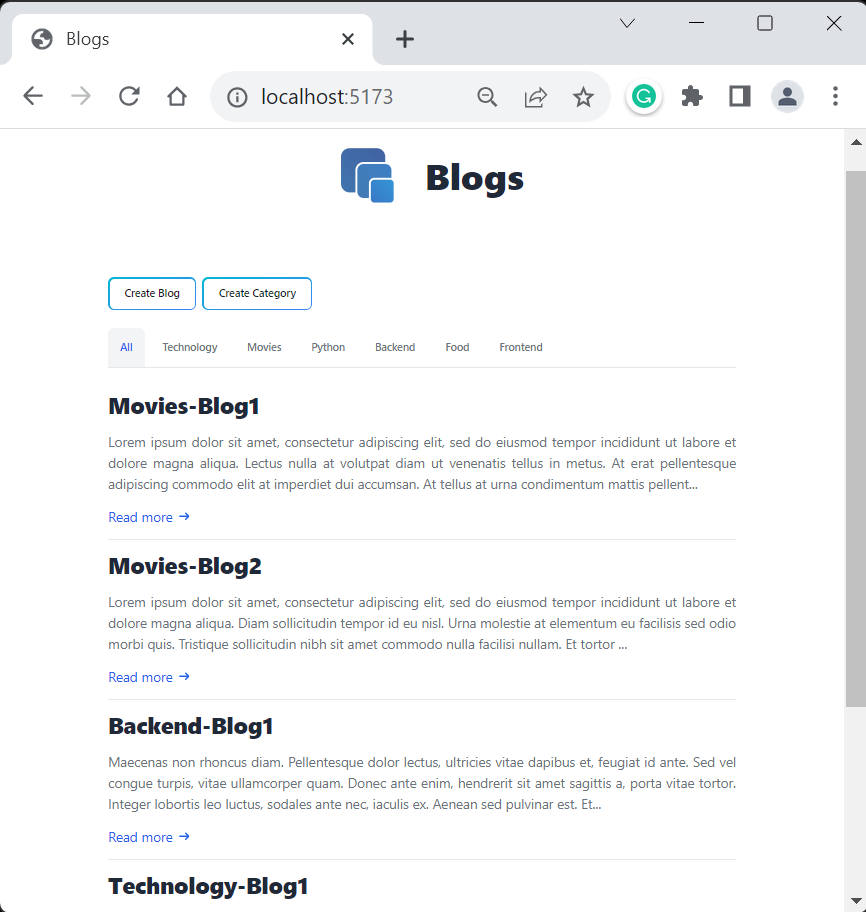 Blogs
localhost:5173
Blogs
Create Blog Create Category
All Technology Movies Python Backend Food Frontend
Movies-Blog1
Lorem ipsum dolor sit amet, consectetur adipiscing elit, sed do eiusmod tempor incididunt ut labore et
dolore magna aliqua. Lectus nulla at volutpat diam ut venenatis tellus in metus. At erat pellentesque
adipiscing commodo elit at imperdiet dui accumsan. At tellus at urna condimentum mattis pellent...
Read more →
Movies-Blog2
Lorem ipsum dolor sit amet, consectetur adipiscing elit, sed do eiusmod tempor incididunt ut labore et
dolore magna aliqua. Diam sollicitudin tempor id eu nisl. Urna molestie at elementum eu facilisis sed odio
morbi quis. Tristique sollicitudin nibh sit amet commodo nulla facilisi nullam. Et tortor ...
Read more →
Backend-Blog1
Maecenas non rhoncus diam. Pellentesque dolor lectus, ultricies vitae dapibus et, feugiat id ante. Sed vel
congue turpis, vitae ullamcorper quam. Donec ante enim, hendrerit sit amet sagittis a, porta vitae tortor.
Integer lobortis leo luctus, sodales ante nec, iaculis ex. Aenean sed pulvinar est. Et...
Read more →
Technology-Blog1